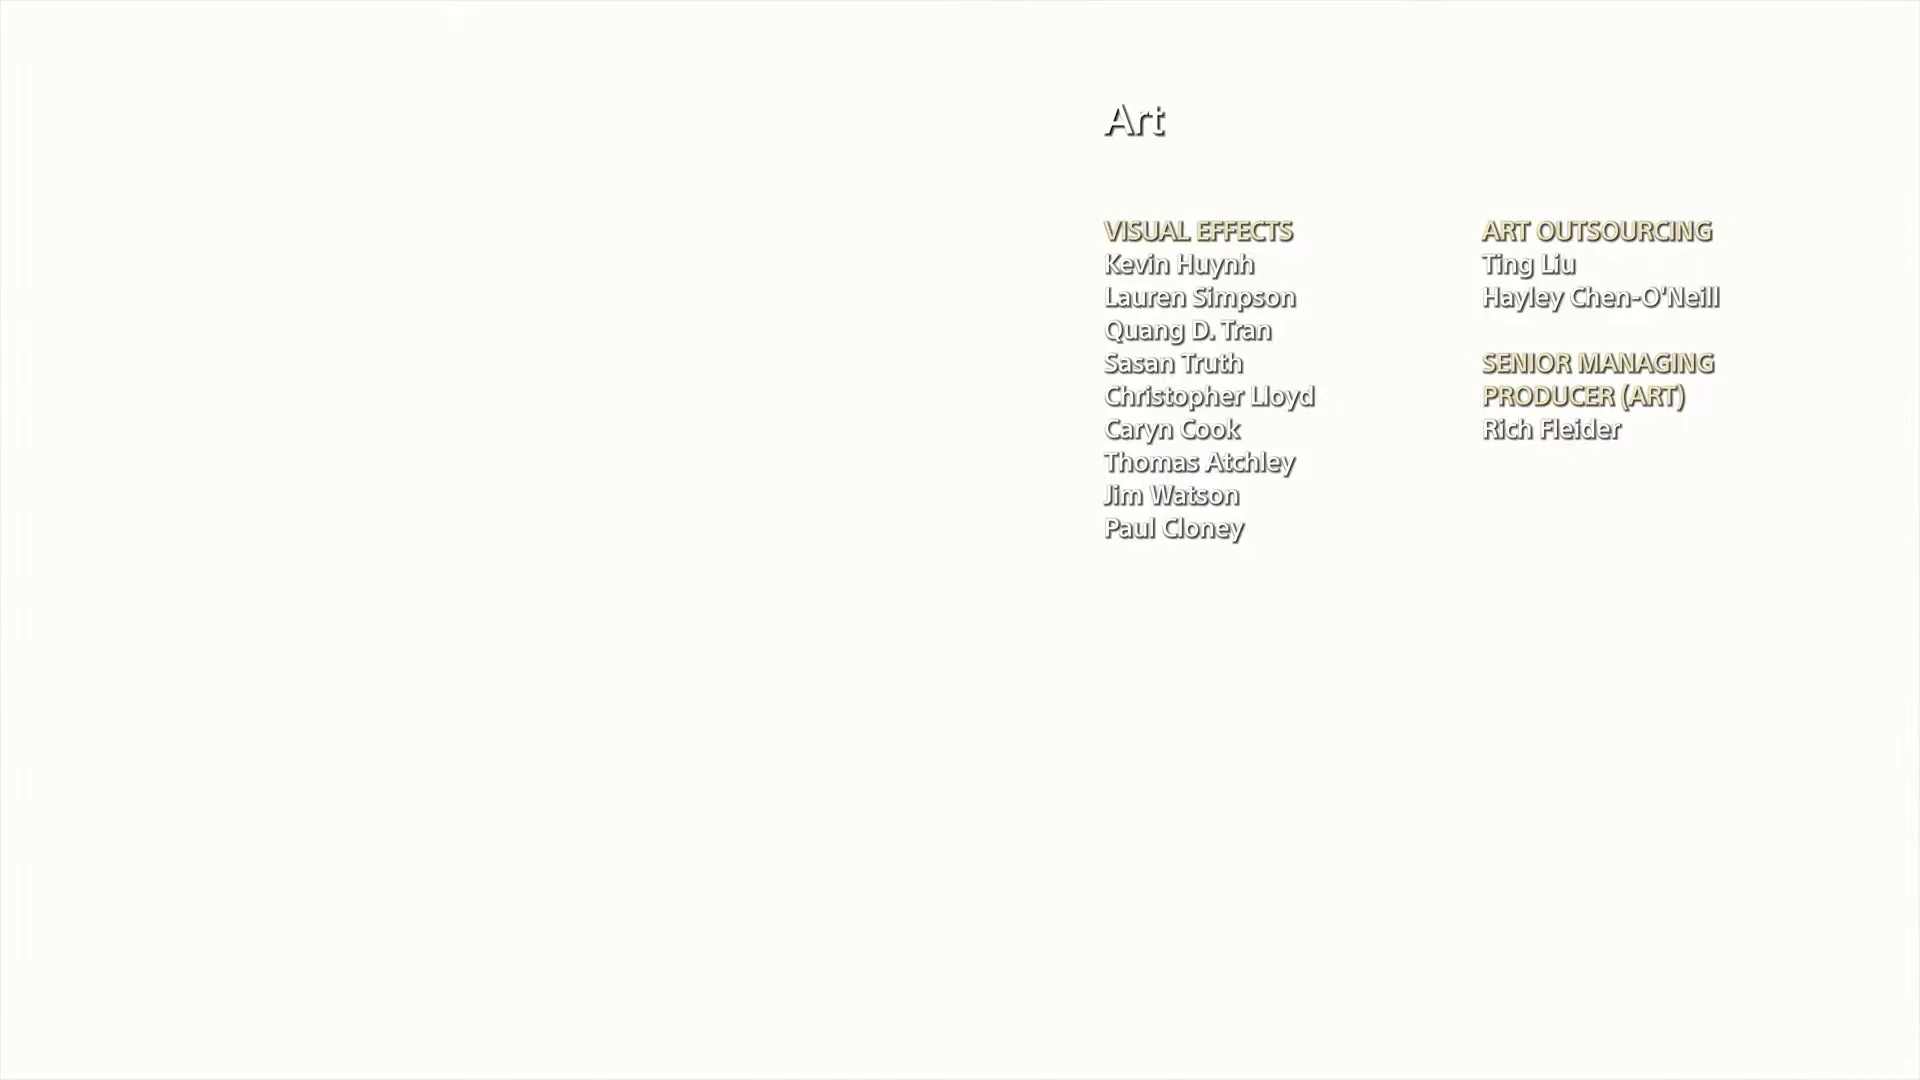 Art
VISUAL EFFECTS
Kevin Huynh
Lauren Simpson
Quang D. Tran
Sasan Truth
Christopher Lloyd
Caryn Cook
Thomas Atchley
Jim Watson
Paul Cloney
ART OUTSOURCING
Ting Liu
Hayley Chen-O'Neill
SENIOR MANAGING
PRODUCER (ART)
Rich Fleider